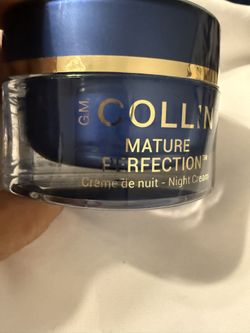 G.M. COLLIN
MATURE
PERFECTION™
Crème de nuit - Night Cream